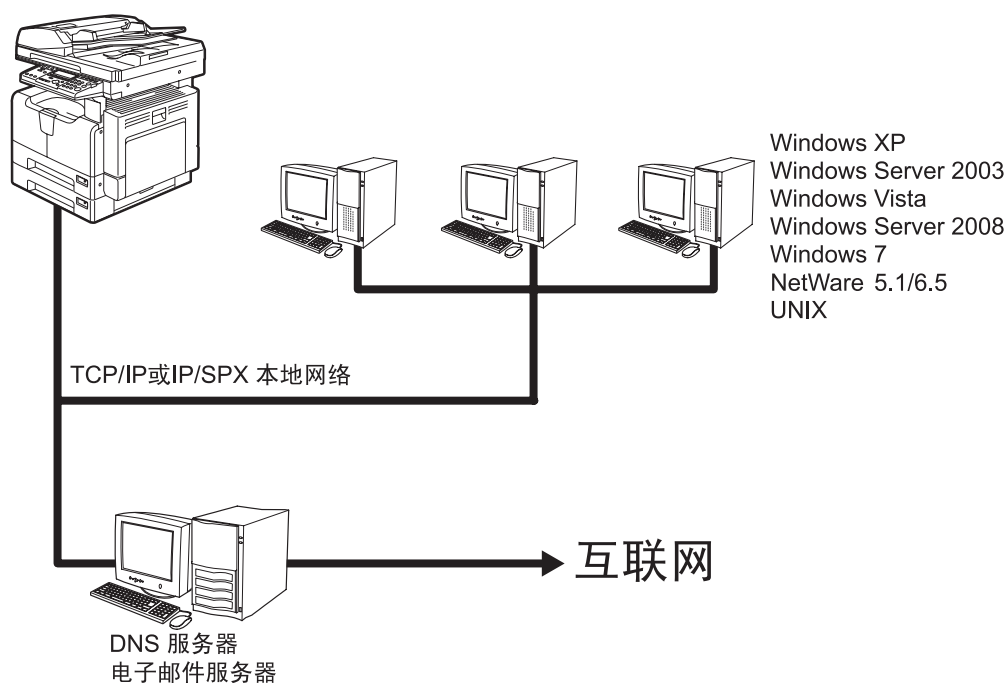 Windows XP
Windows Server 2003
Windows Vista
Windows Server 2008
Windows 7
NetWare 5.1/6.5
UNIX
TCP/IP或IP/SPX 本地网络
互联网
DNS 服务器
电子邮件服务器